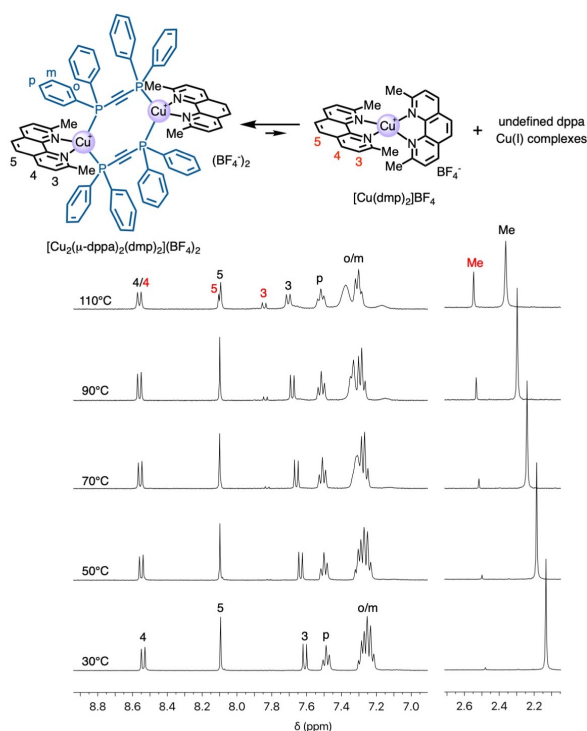 p
m
o
P
P
Cu⁺
Cu⁺
P
P
Me
N
N
Me
Me
N
N
Me
5
4
3
(BF₄⁻)₂
[Cu₂(μ-dppa)₂(dmp)₂](BF₄)₂
Me
Me
N
N
Cu⁺
N
N
Me
Me
5
4
3
BF₄⁻
[Cu(dmp)₂]BF₄
+
undefined dppa
Cu(I) complexes
110°C
4/4
5
5
3
3
p
o/m
Me
Me
90°C
70°C
50°C
30°C
4
5
3
p
o/m
8.8 8.6 8.4 8.2 8.0 7.8 7.6 7.4 7.2 7.0 2.6 2.4 2.2
δ (ppm)